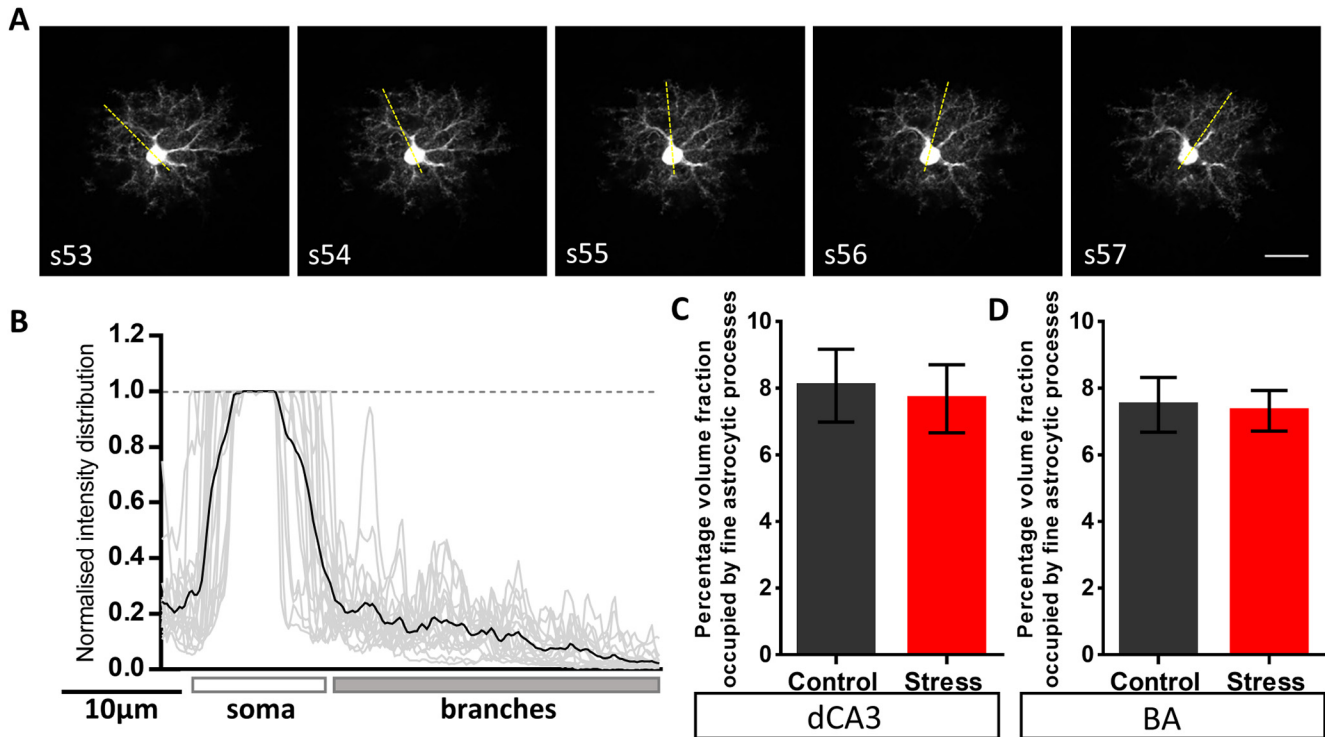 A
s53
s54
s55
s56
s57
B
Normalised intensity distribution
1.2
1.0
0.8
0.6
0.4
0.2
0.0
10μm
soma
branches
C
Percentage volume fraction
occupied by fine astrocytic processes
10
8
6
4
2
0
Control
Stress
dCA3
D
Percentage volume fraction
occupied by fine astrocytic processes
10
8
6
4
2
0
Control
Stress
BA